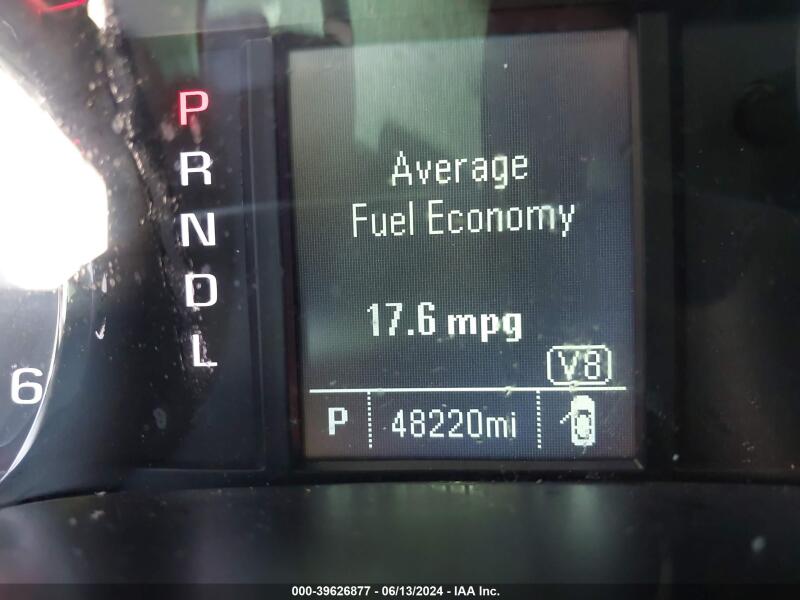 P
R
N
D
L
6
Average
Fuel Economy
17.6 mpg
V8
P 48220mi
000-39626877 - 06/13/2024 - IAA Inc.